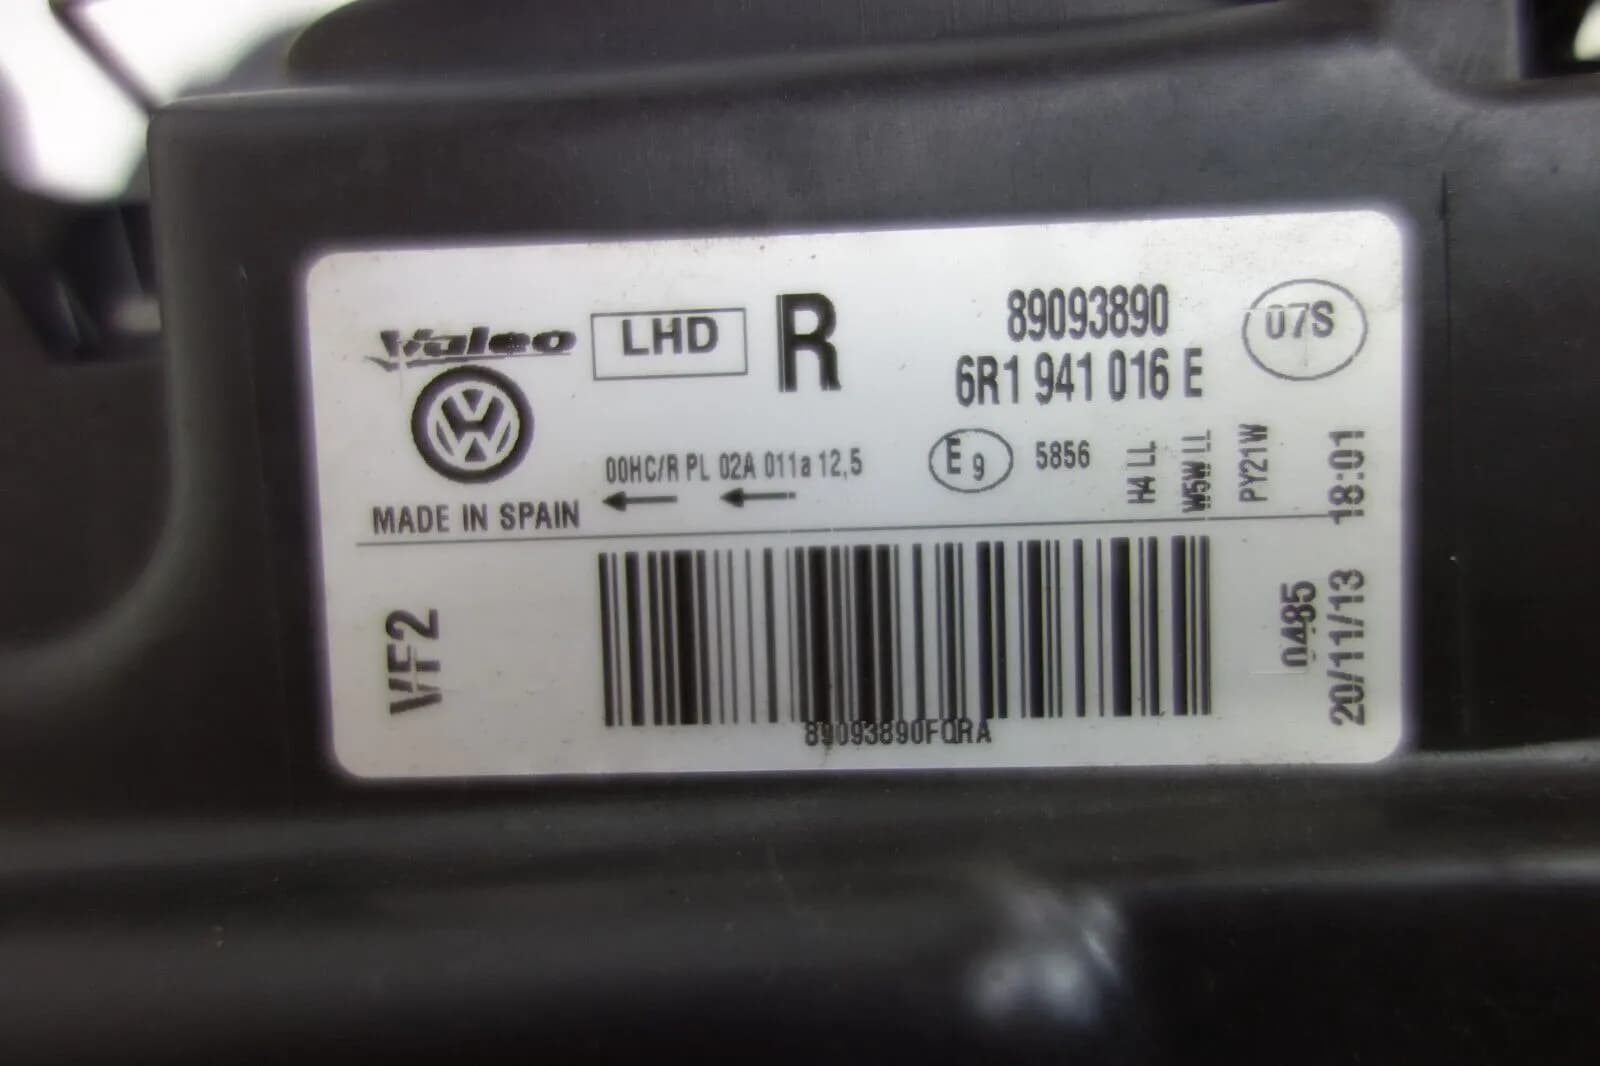 Valeo
LHD
R
89093890
6R1 941 016 E
07S
00HC/R PL 02A 011a 12,5
E9
5856
H4 LL
W5W LL
PY21W
18:01
MADE IN SPAIN
VF2
89093890FQRA
0485
20/11/13